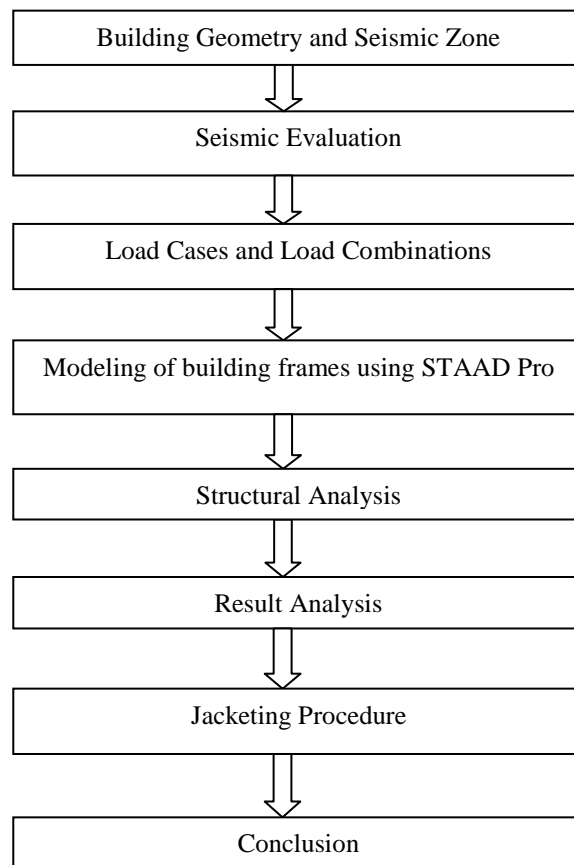 Building Geometry and Seismic Zone
Seismic Evaluation
Load Cases and Load Combinations
Modeling of building frames using STAAD Pro
Structural Analysis
Result Analysis
Jacketing Procedure
Conclusion